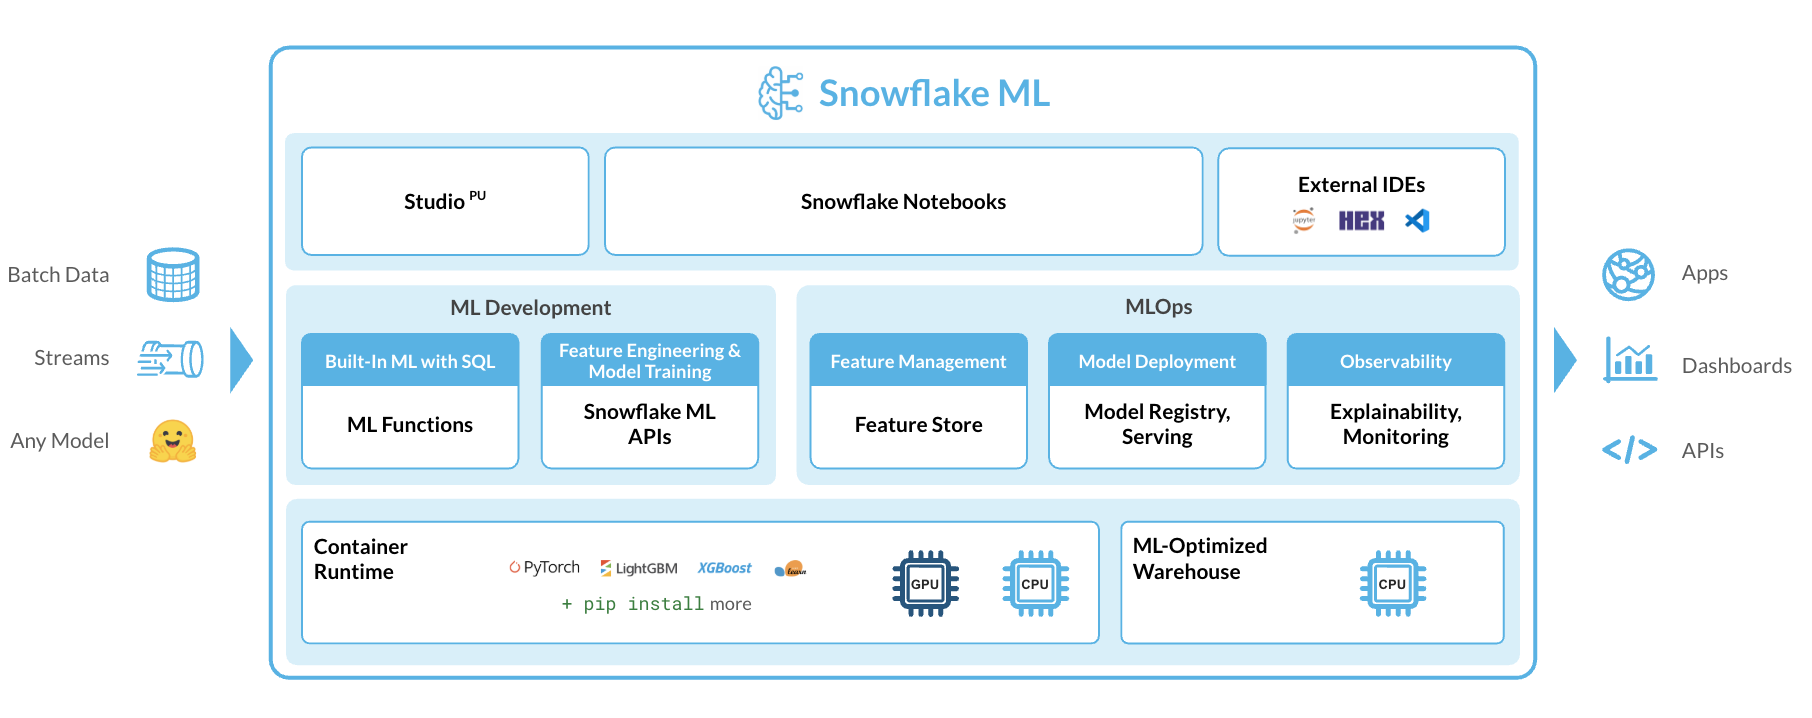 Snowflake ML
Studio PU
Snowflake Notebooks
External IDEs
jupyter
HEX
Batch Data
Streams
Any Model
ML Development
Built-In ML with SQL
ML Functions
Feature Engineering &
Model Training
Snowflake ML
APIs
MLOps
Feature Management
Feature Store
Model Deployment
Model Registry,
Serving
Observability
Explainability,
Monitoring
Apps
Dashboards
</>
APIs
Container
Runtime
PyTorch
LightGBM
XGBoost
learn
+ pip install more
GPU
CPU
ML-Optimized
Warehouse
CPU